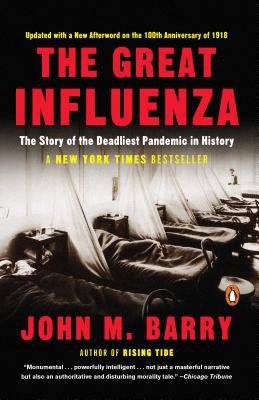 Updated with a New Afterword on the 100th Anniversary of 1918
THE GREAT
INFLUENZA
The Story of the Deadliest Pandemic in History
A NEW YORK TIMES BESTSELLER
JOHN M. BARRY
AUTHOR OF RISING TIDE
"Monumental ... powerfully intelligent ... not just a masterful narrative
but also an authoritative and disturbing morality tale." —Chicago Tribune